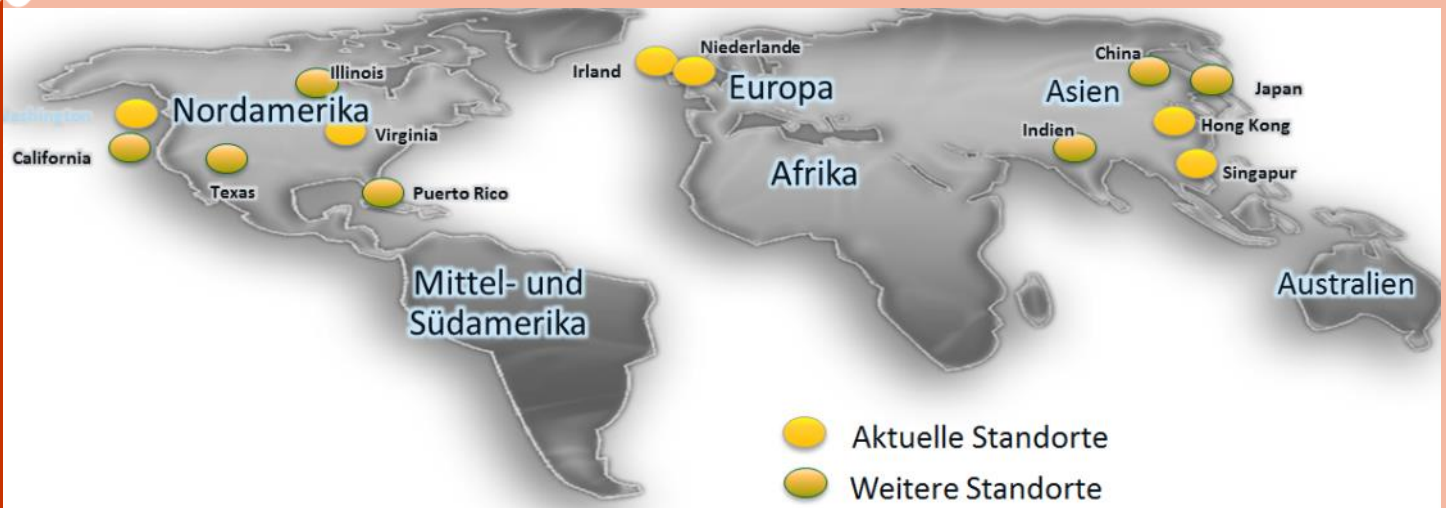 Niederlande
China
Irland
Illinois
Europa
Asien
Japan
Washington
Nordamerika
Virginia
Indien
Hong Kong
California
Afrika
Singapur
Texas
Puerto Rico
Mittel- und
Südamerika
Australien
Aktuelle Standorte
Weitere Standorte